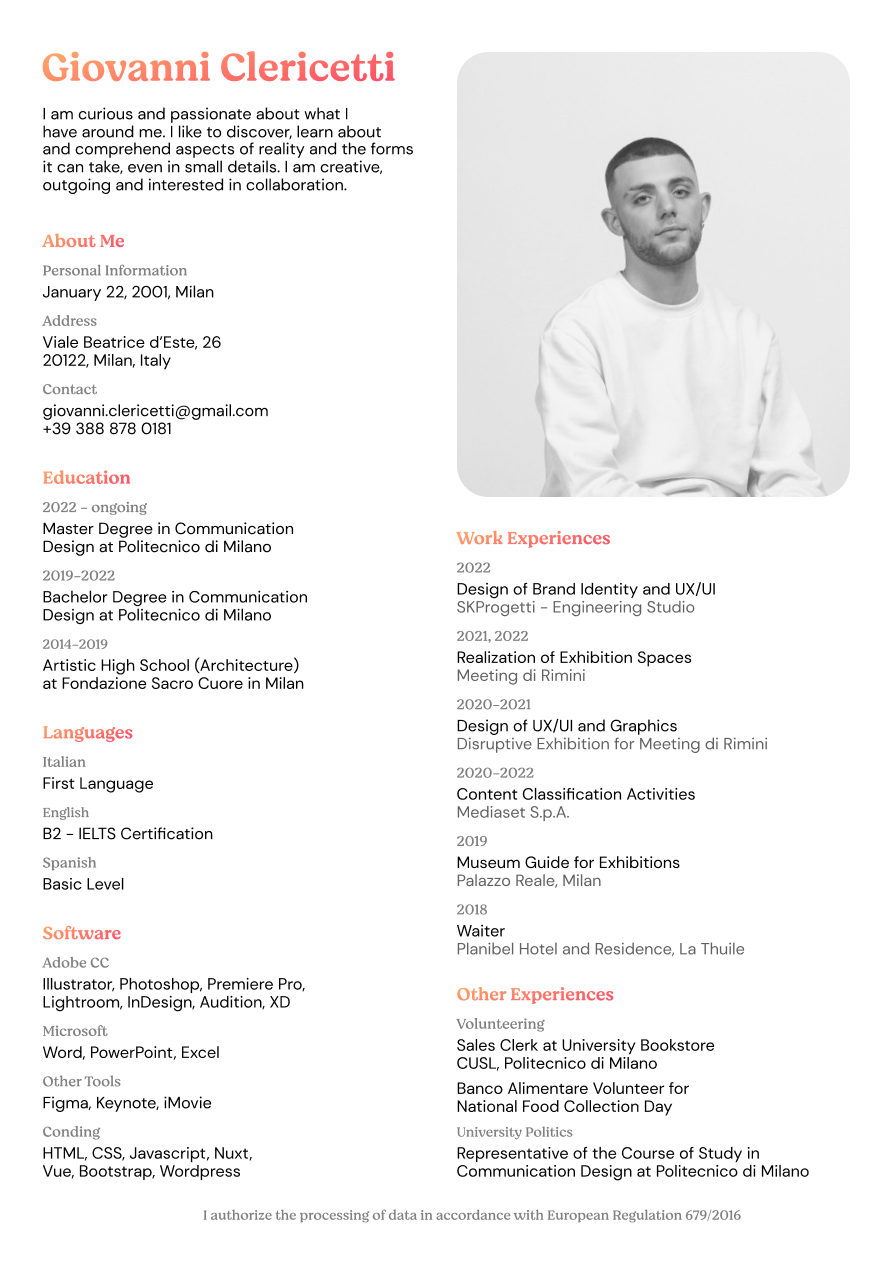 Giovanni Clericetti
I am curious and passionate about what I
have around me. I like to discover, learn about
and comprehend aspects of reality and the forms
it can take, even in small details. I am creative,
outgoing and interested in collaboration.
About Me
Personal Information
January 22, 2001, Milan
Address
Viale Beatrice d’Este, 26
20122, Milan, Italy
Contact
giovanni.clericetti@gmail.com
+39 388 878 0181
Education
2022 – ongoing
Master Degree in Communication
Design at Politecnico di Milano
2019–2022
Bachelor Degree in Communication
Design at Politecnico di Milano
2014–2019
Artistic High School (Architecture)
at Fondazione Sacro Cuore in Milan
Languages
Italian
First Language
English
B2 – IELTS Certification
Spanish
Basic Level
Software
Adobe CC
Illustrator, Photoshop, Premiere Pro,
Lightroom, InDesign, Audition, XD
Microsoft
Word, PowerPoint, Excel
Other Tools
Figma, Keynote, iMovie
Conding
HTML, CSS, Javascript, Nuxt,
Vue, Bootstrap, Wordpress
Work Experiences
2022
Design of Brand Identity and UX/UI
SKProgetti – Engineering Studio
2021, 2022
Realization of Exhibition Spaces
Meeting di Rimini
2020–2021
Design of UX/UI and Graphics
Disruptive Exhibition for Meeting di Rimini
2020–2022
Content Classification Activities
Mediaset S.p.A.
2019
Museum Guide for Exhibitions
Palazzo Reale, Milan
2018
Waiter
Planibel Hotel and Residence, La Thuile
Other Experiences
Volunteering
Sales Clerk at University Bookstore
CUSL, Politecnico di Milano
Banco Alimentare Volunteer for
National Food Collection Day
University Politics
Representative of the Course of Study in
Communication Design at Politecnico di Milano
I authorize the processing of data in accordance with European Regulation 679/2016